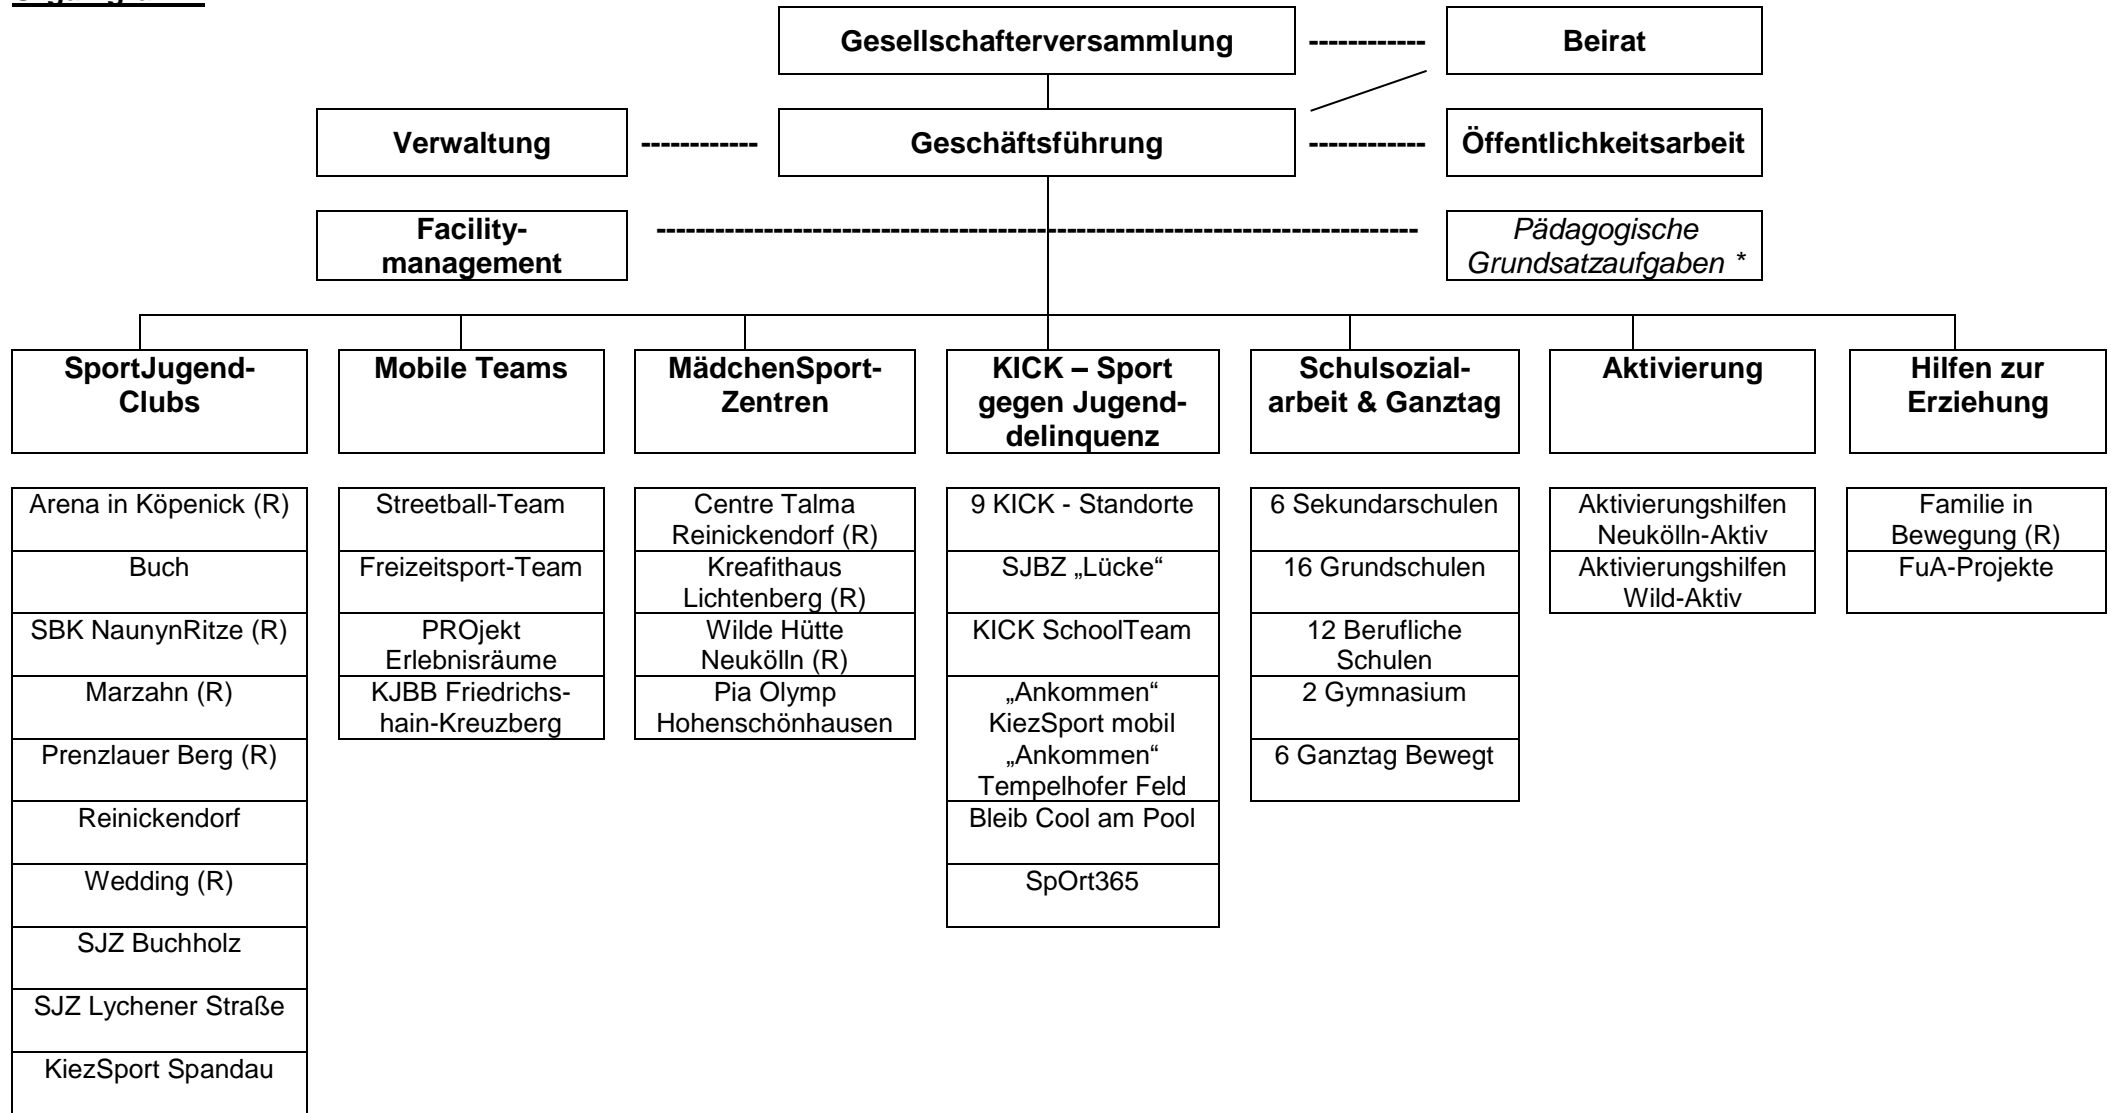 Gesellschafterversammlung
------------
Beirat
Verwaltung
------------
Geschäftsführung
------------
Öffentlichkeitsarbeit
Facility-
management
Pädagogische
Grundsatzaufgaben *
SportJugend-
Clubs
Mobile Teams
MädchenSport-
Zentren
KICK – Sport
gegen Jugend-
delinquenz
Schulsozial-
arbeit & Ganztag
Aktivierung
Hilfen zur
Erziehung
Arena in Köpenick (R)
Buch
SBK NaunynRitze (R)
Marzahn (R)
Prenzlauer Berg (R)
Reinickendorf
Wedding (R)
SJZ Buchholz
SJZ Lychener Straße
KiezSport Spandau
Streetball-Team
Freizeitsport-Team
PROjekt
Erlebnisräume
KJBB Friedrichs-
hain-Kreuzberg
Centre Talma
Reinickendorf (R)
Kreafithaus
Lichtenberg (R)
Wilde Hütte
Neukölln (R)
Pia Olymp
Hohenschönhausen
9 KICK - Standorte
SJBZ „Lücke“
KICK SchoolTeam
„Ankommen“
KiezSport mobil
„Ankommen“
Tempelhofer Feld
Bleib Cool am Pool
SpOrt365
6 Sekundarschulen
16 Grundschulen
12 Berufliche
Schulen
2 Gymnasium
6 Ganztag Bewegt
Aktivierungshilfen
Neukölln-Aktiv
Aktivierungshilfen
Wild-Aktiv
Familie in
Bewegung (R)
FuA-Projekte